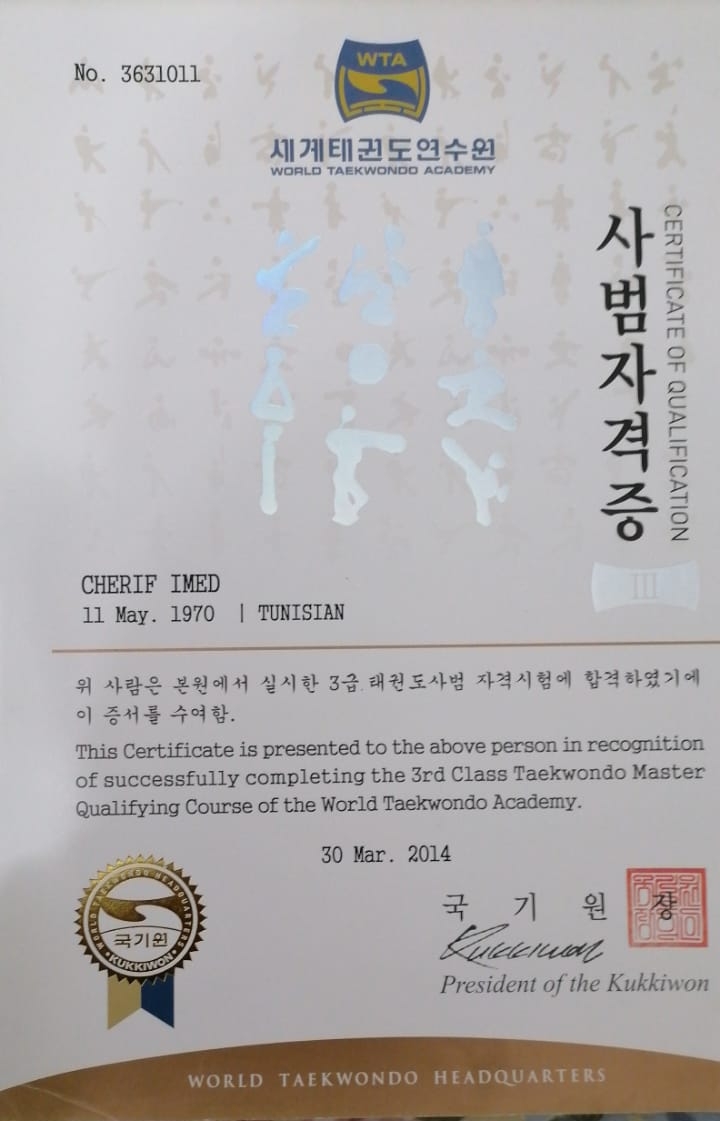 No. 3631011
WTA
세계태권도연수원
WORLD TAEKWONDO ACADEMY
사범자격증
CERTIFICATE OF QUALIFICATION
III
CHERIF IMED
11 May. 1970 | TUNISIAN
위 사람은 본원에서 실시한 3급 태권도사범 자격시험에 합격하였기에
이 증서를 수여함.
This Certificate is presented to the above person in recognition
of successfully completing the 3rd Class Taekwondo Master
Qualifying Course of the World Taekwondo Academy.
30 Mar. 2014
WORLD TAEKWONDO HEADQUARTERS
국기원
KUKKIWON
국 기 원 장
Kukkiwon
President of the Kukkiwon
WORLD TAEKWONDO HEADQUARTERS